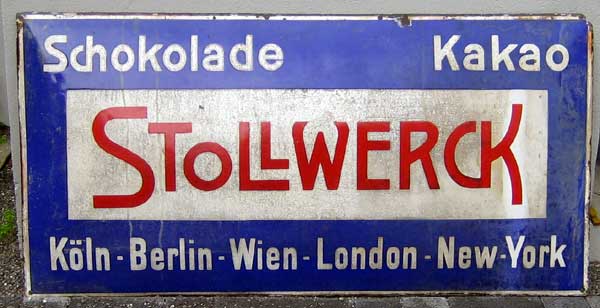 Schokolade Kakao
STOLLWERCK
Köln - Berlin - Wien - London - New-York